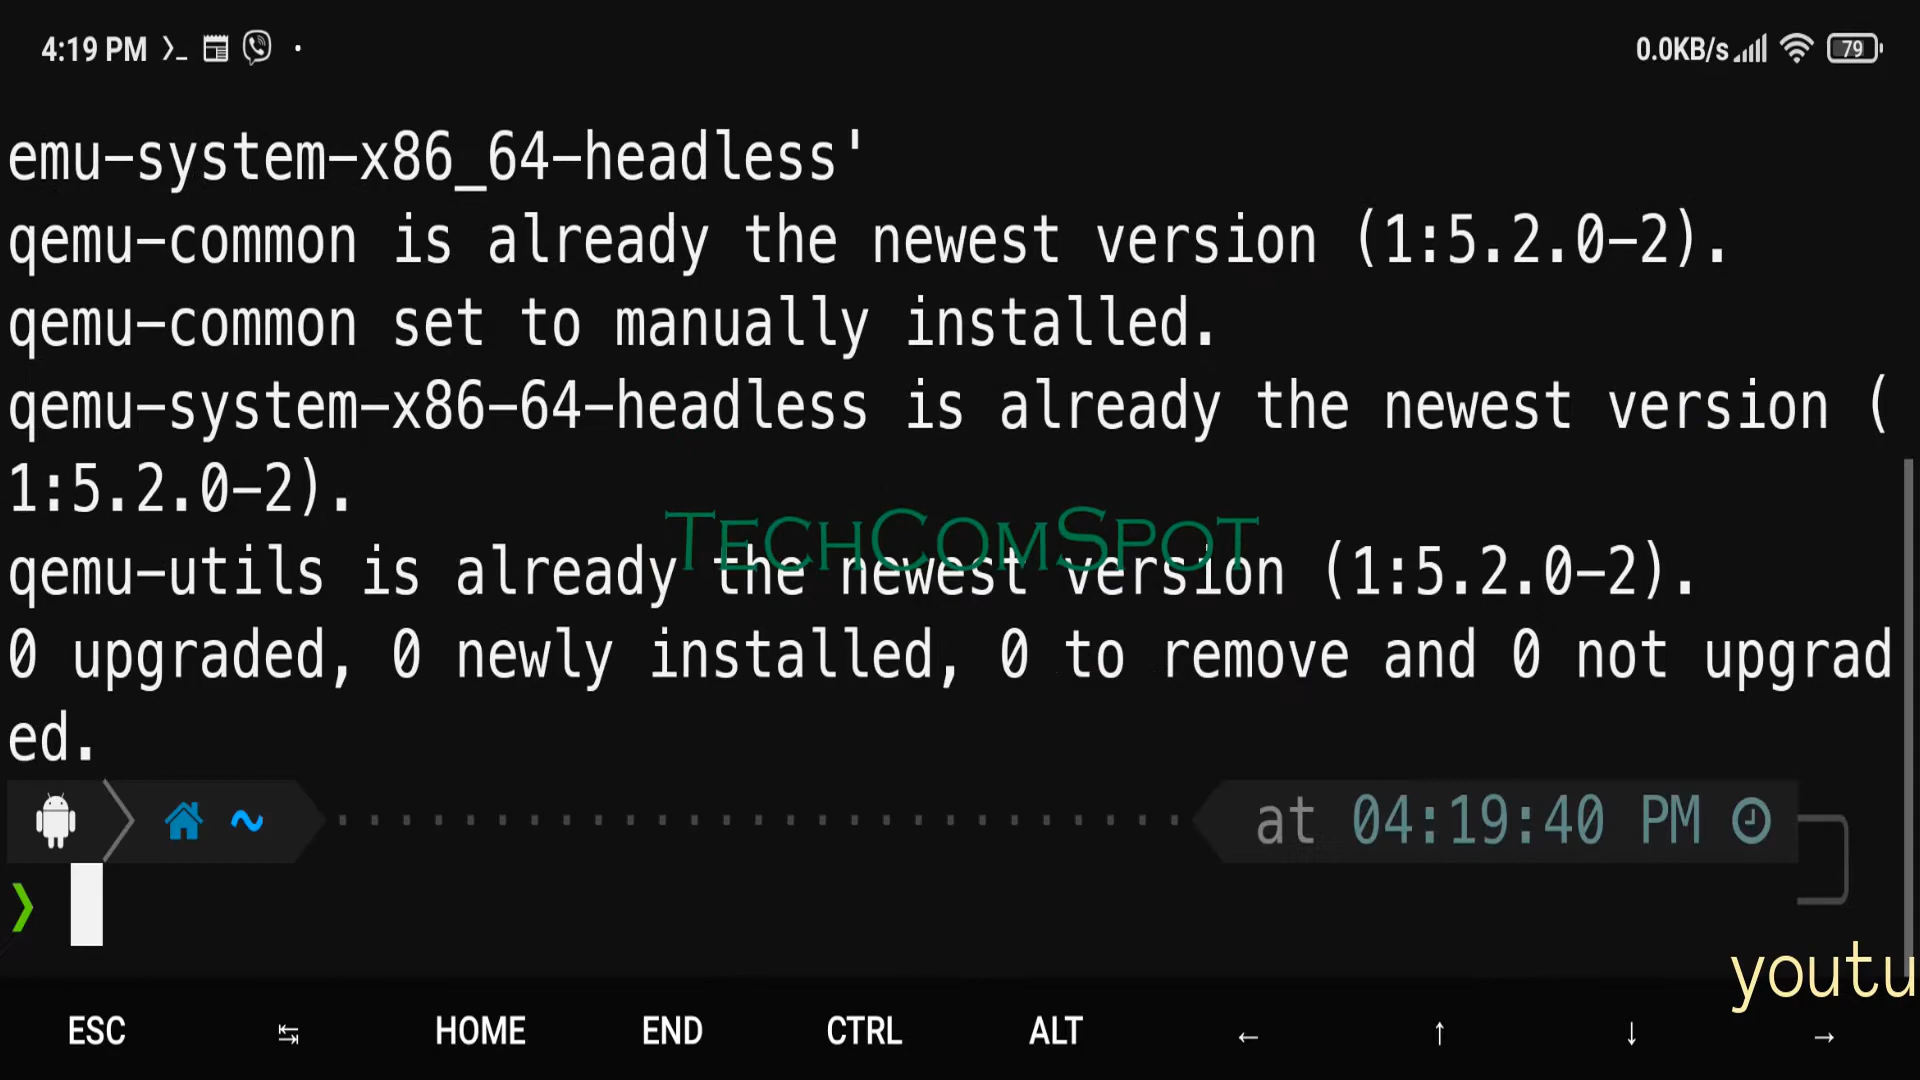 4:19 PM
0.0KB/s
79
emu-system-x86_64-headless'
qemu-common is already the newest version (1:5.2.0-2).
qemu-common set to manually installed.
qemu-system-x86-64-headless is already the newest version (
1:5.2.0-2).
TechComSpot
qemu-utils is already the newest version (1:5.2.0-2).
0 upgraded, 0 newly installed, 0 to remove and 0 not upgrad
ed.
~ at 04:19:40 PM
❯
youtu
ESC ↹ HOME END CTRL ALT ← ↑ ↓ →